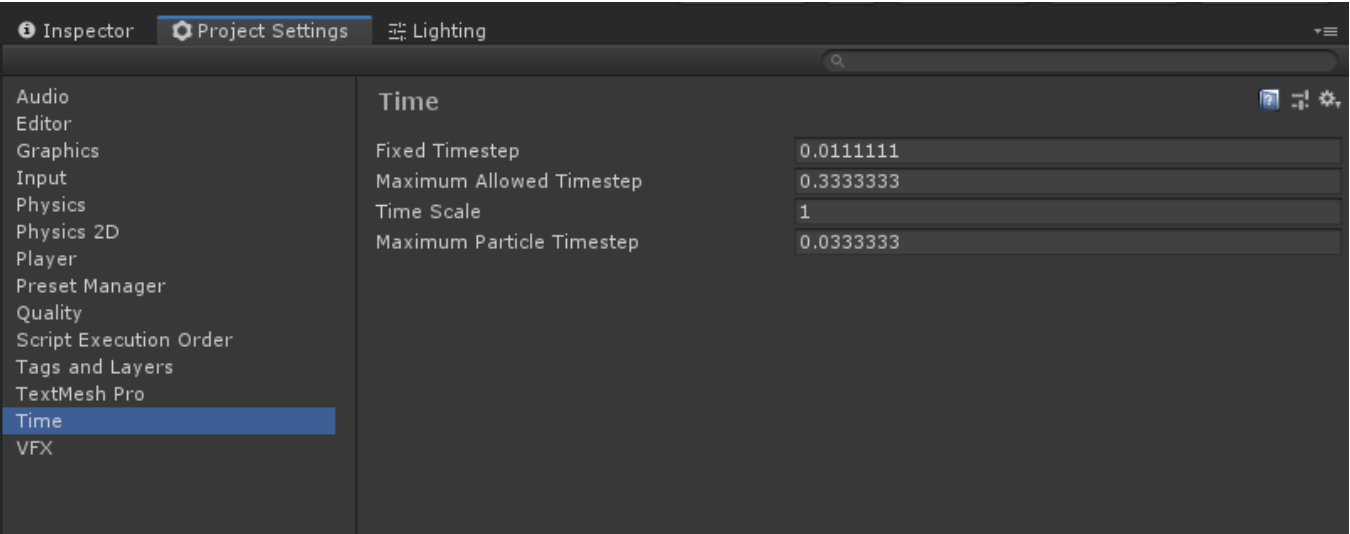 Inspector Project Settings Lighting
Audio
Editor
Graphics
Input
Physics
Physics 2D
Player
Preset Manager
Quality
Script Execution Order
Tags and Layers
TextMesh Pro
Time
VFX
Time
Fixed Timestep 0.0111111
Maximum Allowed Timestep 0.3333333
Time Scale 1
Maximum Particle Timestep 0.0333333